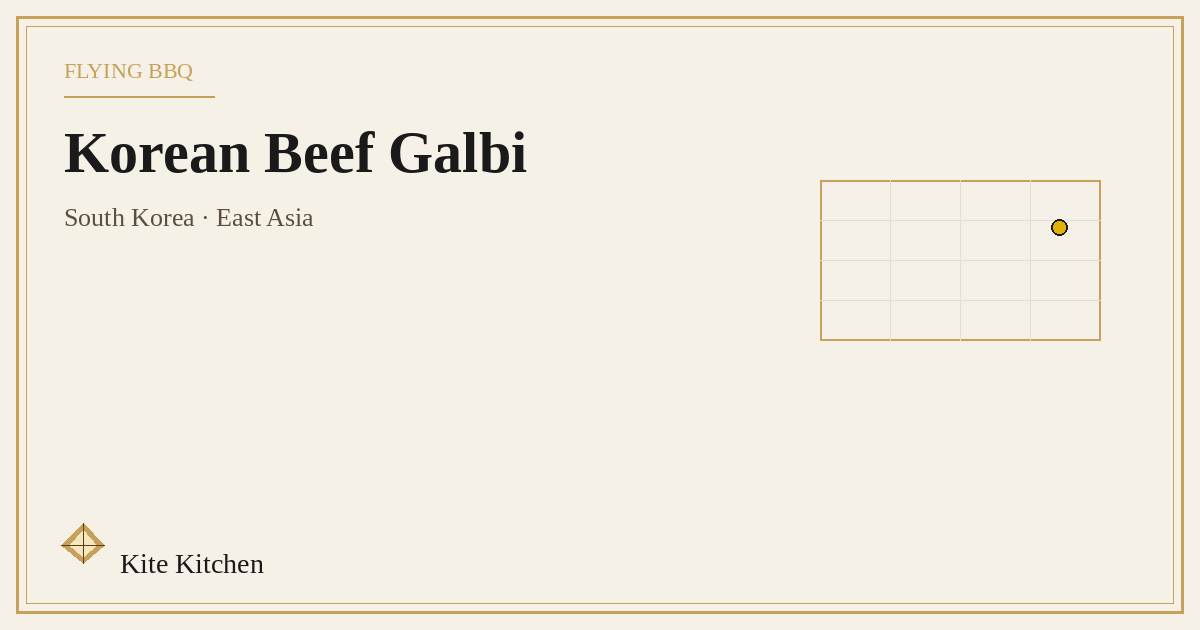 FLYING BBQ
Korean Beef Galbi
South Korea · East Asia
Kite Kitchen